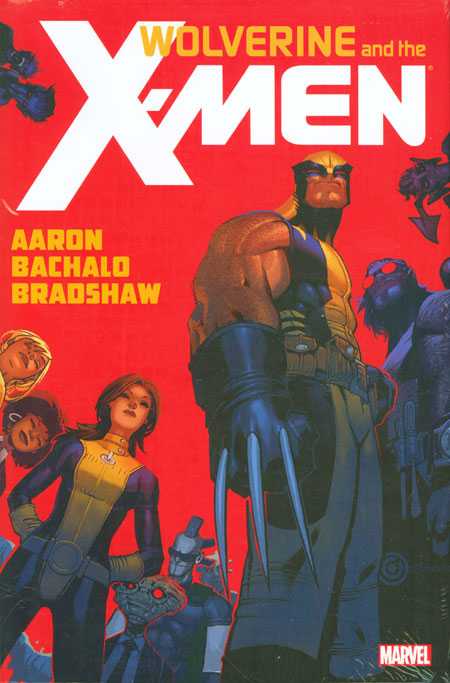 WOLVERINE and the
X-MEN®
AARON
BACHALO
BRADSHAW
MARVEL